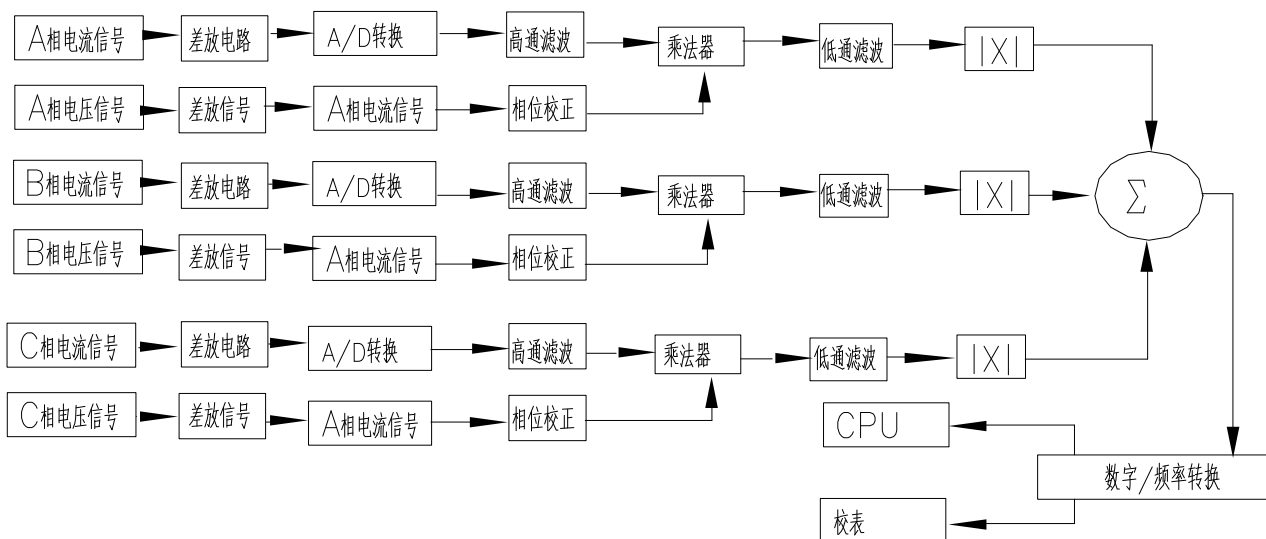 A相电流信号
差放电路
A/D转换
高通滤波
乘法器
低通滤波
|X|
A相电压信号
差放信号
A相电流信号
相位校正
B相电流信号
差放电路
A/D转换
高通滤波
乘法器
低通滤波
|X|
Σ
B相电压信号
差放信号
A相电流信号
相位校正
C相电流信号
差放电路
A/D转换
高通滤波
乘法器
低通滤波
|X|
C相电压信号
差放信号
A相电流信号
相位校正
CPU
数字/频率转换
校表